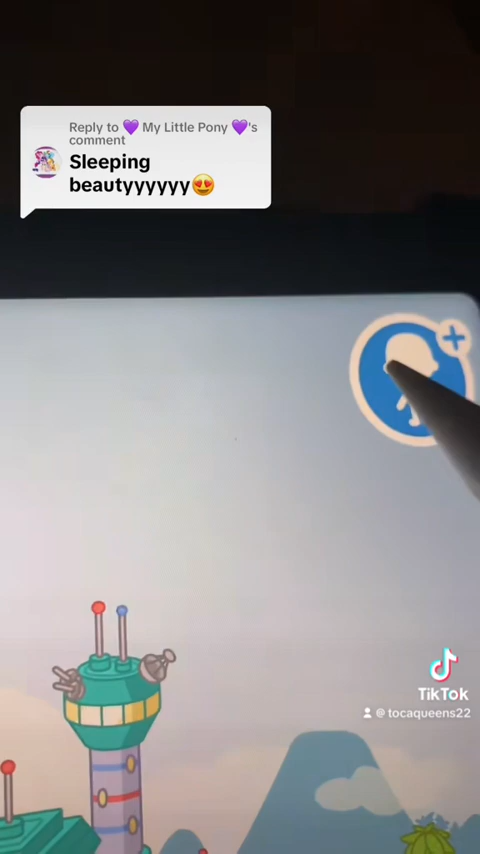 Reply to 💜 My Little Pony 💜's
comment
Sleeping
beautyyyyyy😍
TikTok
@tocaqueens22